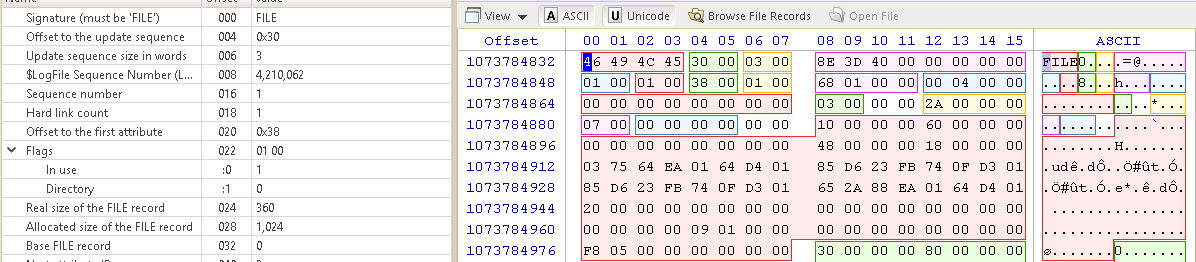 Name Offset Value
Signature (must be 'FILE') 000 FILE
Offset to the update sequence 004 0x30
Update sequence size in words 006 3
$LogFile Sequence Number (L... 008 4,210,062
Sequence number 016 1
Hard link count 018 1
Offset to the first attribute 020 0x38
Flags 022 01 00
In use :0 1
Directory :1 0
Real size of the FILE record 024 360
Allocated size of the FILE record 028 1,024
Base FILE record 032 0
View A ASCII U Unicode Browse File Records Open File
Offset 00 01 02 03 04 05 06 07 08 09 10 11 12 13 14 15 ASCII
1073784832 46 49 4C 45 30 00 03 00 8E 3D 40 00 00 00 00 00 FILE0....=@.....
1073784848 01 00 01 00 38 00 01 00 68 01 00 00 00 04 00 00 ....8...h.......
1073784864 00 00 00 00 00 00 00 00 03 00 00 00 2A 00 00 00 ............*...
1073784880 07 00 00 00 00 00 00 00 10 00 00 00 60 00 00 00 ............`...
1073784896 00 00 00 00 00 00 00 00 48 00 00 00 18 00 00 00 ........H.......
1073784912 03 75 64 EA 01 64 D4 01 85 D6 23 FB 74 0F D3 01 .udê.dÔ..Ö#ût.Ó.
1073784928 85 D6 23 FB 74 0F D3 01 65 2A 88 EA 01 64 D4 01 .Ö#ût.Ó.e*.ê.dÔ.
1073784944 20 00 00 00 00 00 00 00 00 00 00 00 00 00 00 00 ...............
1073784960 00 00 00 00 09 01 00 00 00 00 00 00 00 00 00 00 ................
1073784976 F8 05 00 00 00 00 00 00 30 00 00 00 80 00 00 00 ø.......0.......